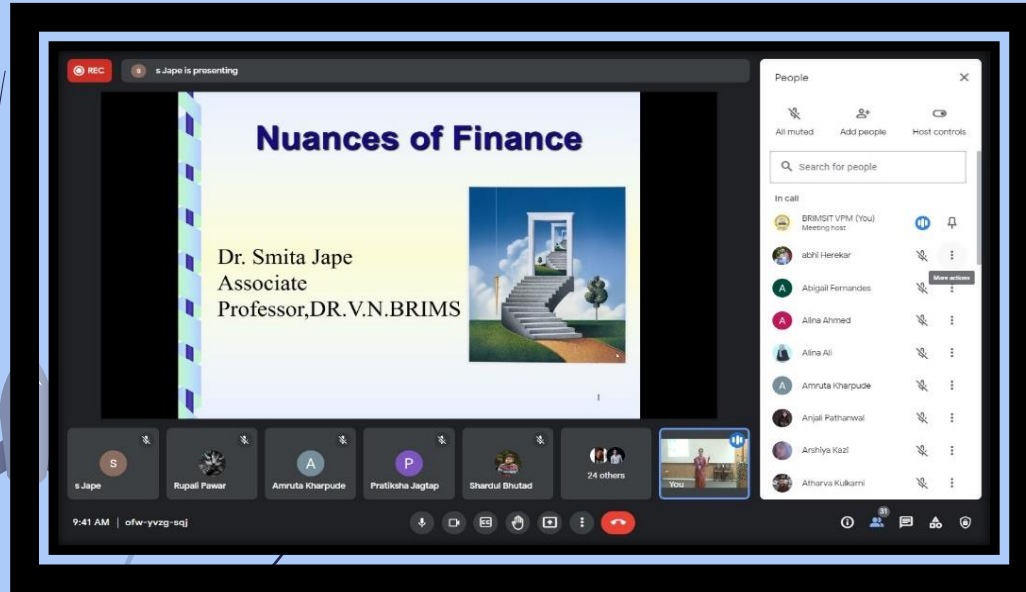 REC
s
s Jape is presenting
Nuances of Finance
Dr. Smita Jape
Associate
Professor,DR.V.N.BRIMS
1
S
s Jape
Rupali Pawar
A
Amruta Kharpude
P
Pratiksha Jagtap
Shardul Bhutad
24 others
You
9:41 AM | ofw-yvzg-sqj
CC
31
People
All muted
Add people
Host controls
Search for people
In call
BRIMSIT VPM (You)
Meeting host
abhi Herekar
More actions
A
Abigail Fernandes
A
Alina Ahmed
Alina Ali
A
Amruta Kharpude
Anjali Pathanwal
Arshiya Kazi
Atharva Kulkarni